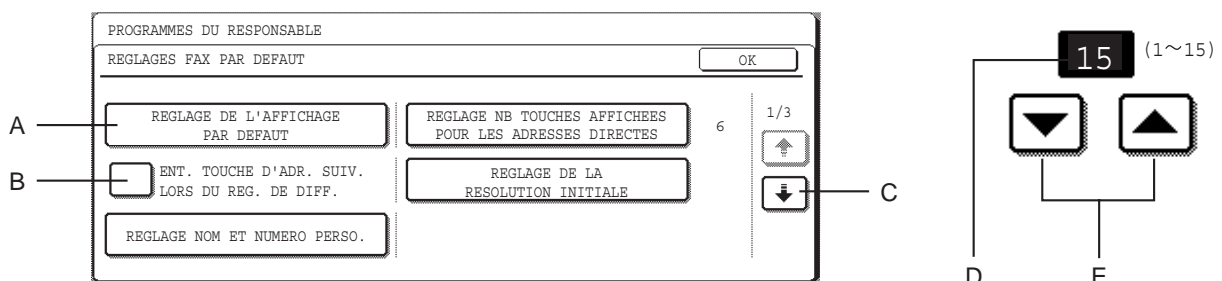 PROGRAMMES DU RESPONSABLE
REGLAGES FAX PAR DEFAUT
OK
A
REGLAGE DE L'AFFICHAGE
PAR DEFAUT
REGLAGE NB TOUCHES AFFICHEES
POUR LES ADRESSES DIRECTES
6
1/3
B
ENT. TOUCHE D'ADR. SUIV.
LORS DU REG. DE DIFF.
REGLAGE DE LA
RESOLUTION INITIALE
C
REGLAGE NOM ET NUMERO PERSO.
15
(1～15)
D
E